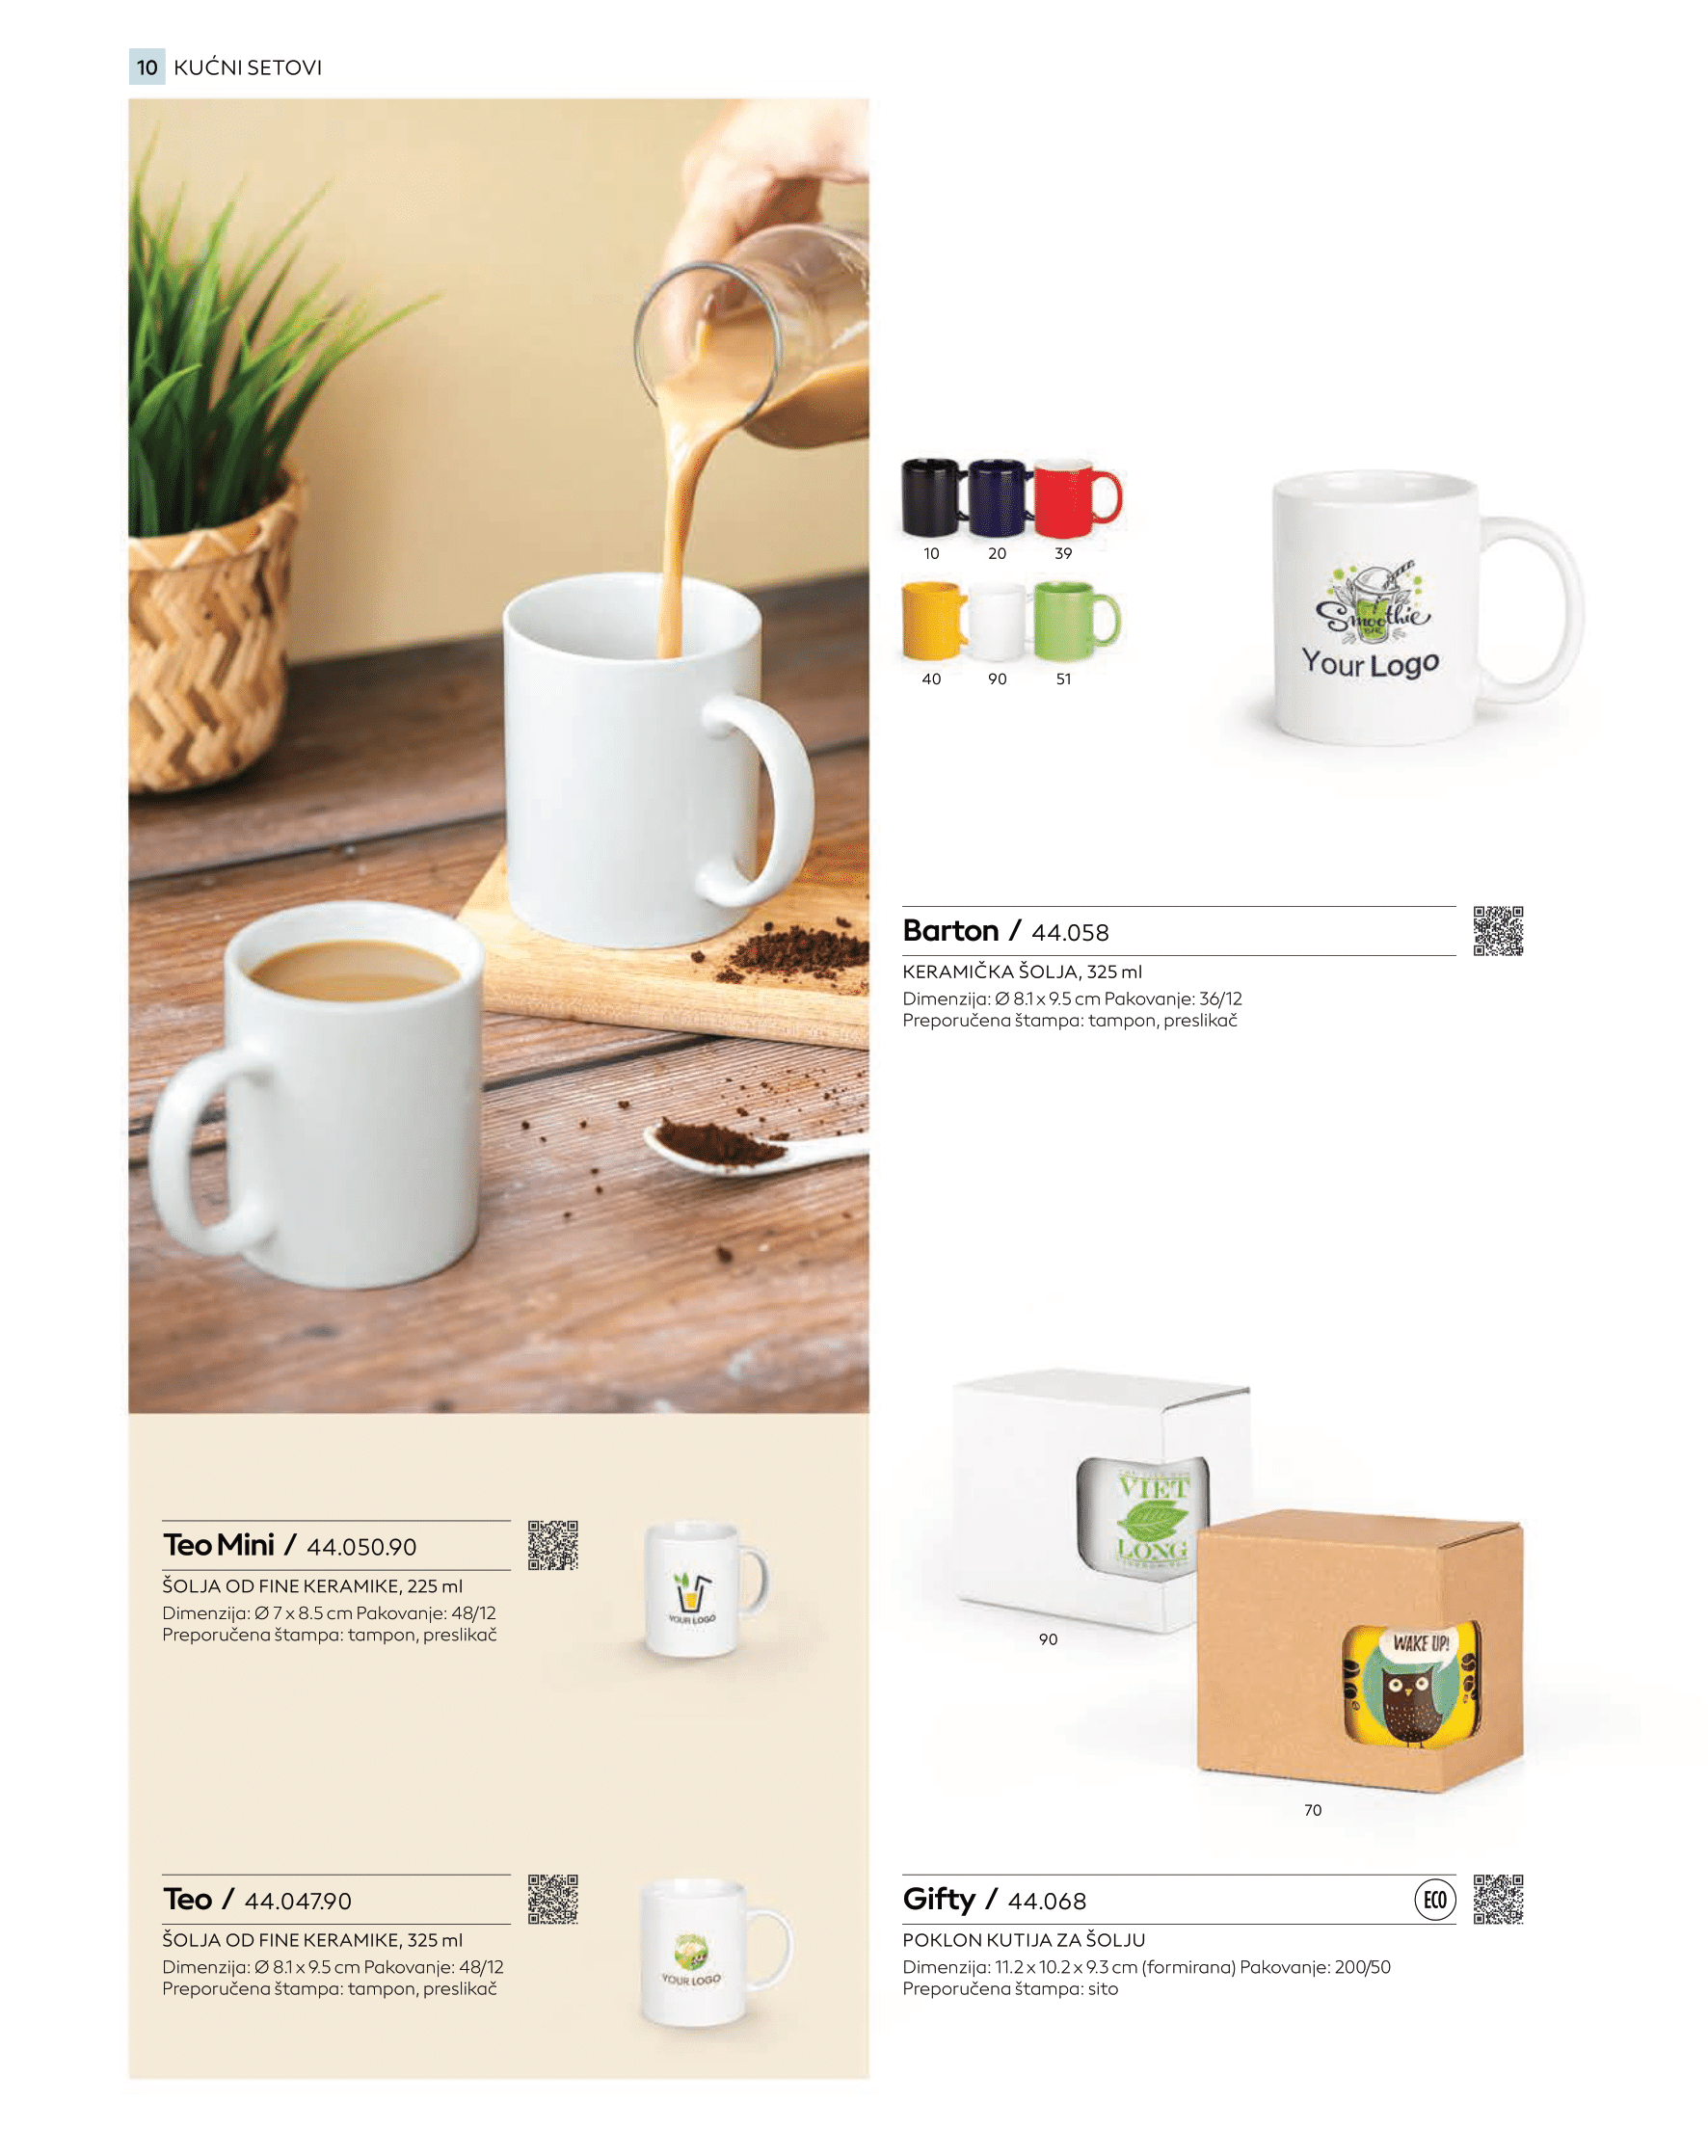 10 KUĆNI SETOVI
10 20 39
40 90 51
Smoothie
Your Logo
Barton / 44.058
KERAMIČKA ŠOLJA, 325 ml
Dimenzija: Ø 8.1 x 9.5 cm Pakovanje: 36/12
Preporučena štampa: tampon, preslikač
Teo Mini / 44.050.90
ŠOLJA OD FINE KERAMIKE, 225 ml
Dimenzija: Ø 7 x 8.5 cm Pakovanje: 48/12
Preporučena štampa: tampon, preslikač
YOUR LOGO
Teo / 44.047.90
ŠOLJA OD FINE KERAMIKE, 325 ml
Dimenzija: Ø 8.1 x 9.5 cm Pakovanje: 48/12
Preporučena štampa: tampon, preslikač
YOUR LOGO
VIET
LONG
90
WAKE UP!
70
Gifty / 44.068
ECO
POKLON KUTIJA ZA ŠOLJU
Dimenzija: 11.2 x 10.2 x 9.3 cm (formirana) Pakovanje: 200/50
Preporučena štampa: sito